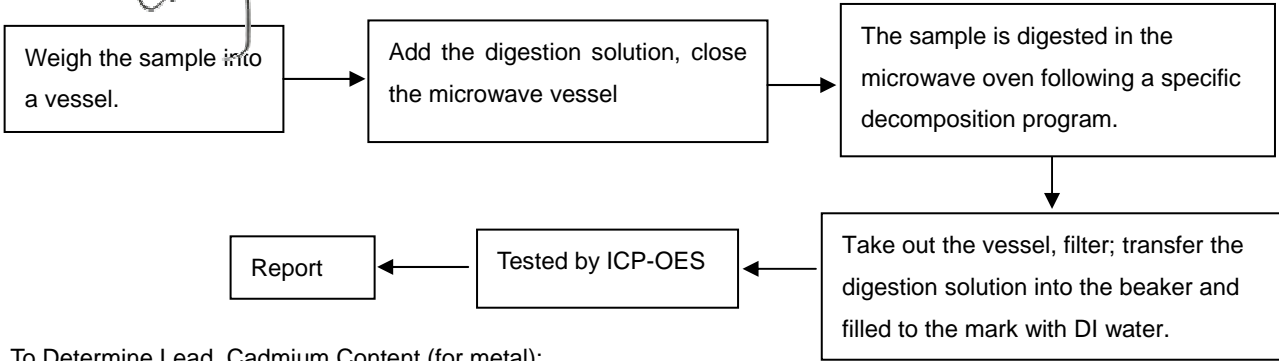 Weigh the sample into
a vessel.
Add the digestion solution, close
the microwave vessel
The sample is digested in the
microwave oven following a specific
decomposition program.
Take out the vessel, filter; transfer the
digestion solution into the beaker and
filled to the mark with DI water.
Tested by ICP-OES
Report
To Determine Lead, Cadmium Content (for metal):